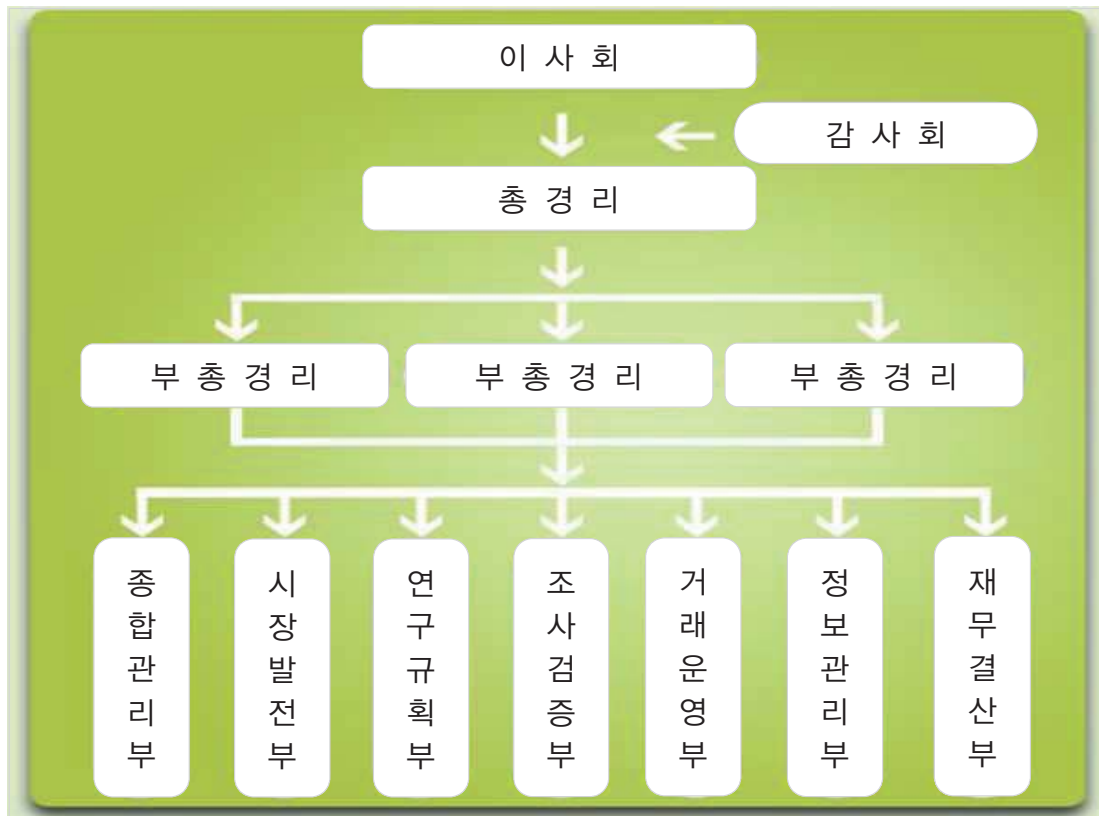 이 사 회
감 사 회
총 경 리
부 총 경 리
부 총 경 리
부 총 경 리
종합관리부
시장발전부
연구규획부
조사검증부
거래운영부
정보관리부
재무결산부